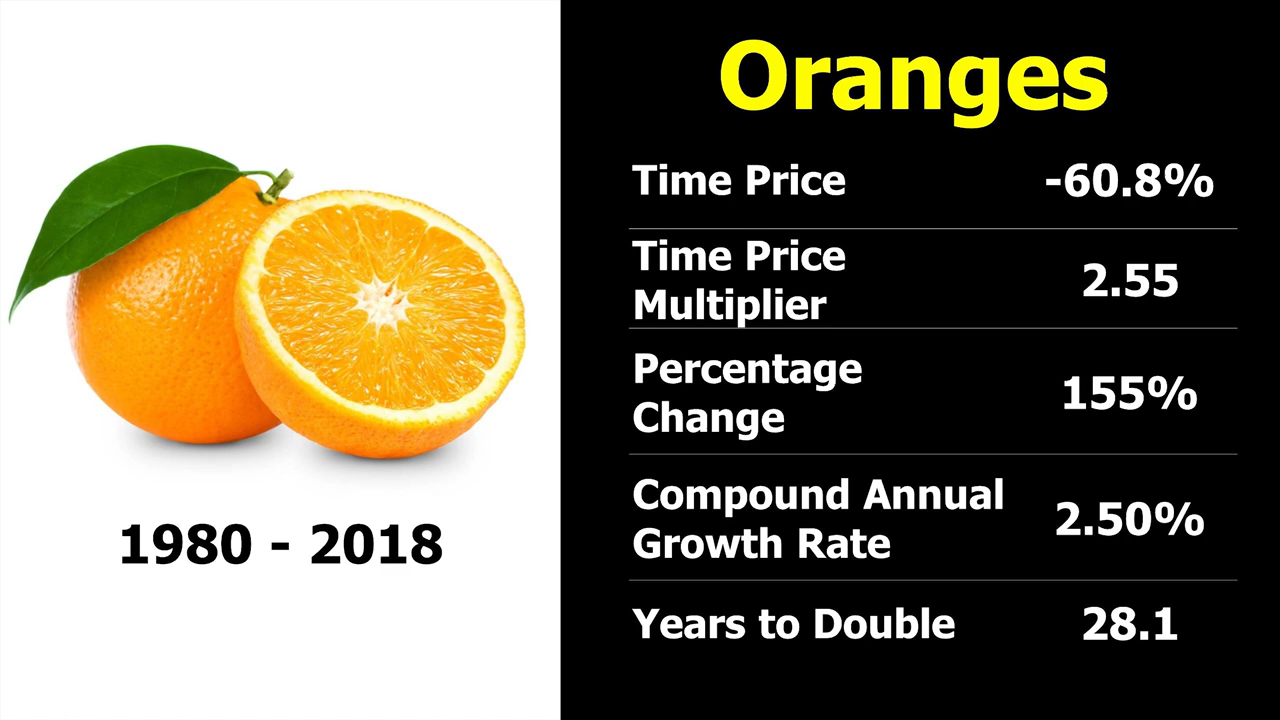 Oranges
Time Price -60.8%
Time Price
Multiplier 2.55
Percentage
Change 155%
Compound Annual
Growth Rate 2.50%
Years to Double 28.1
1980 - 2018